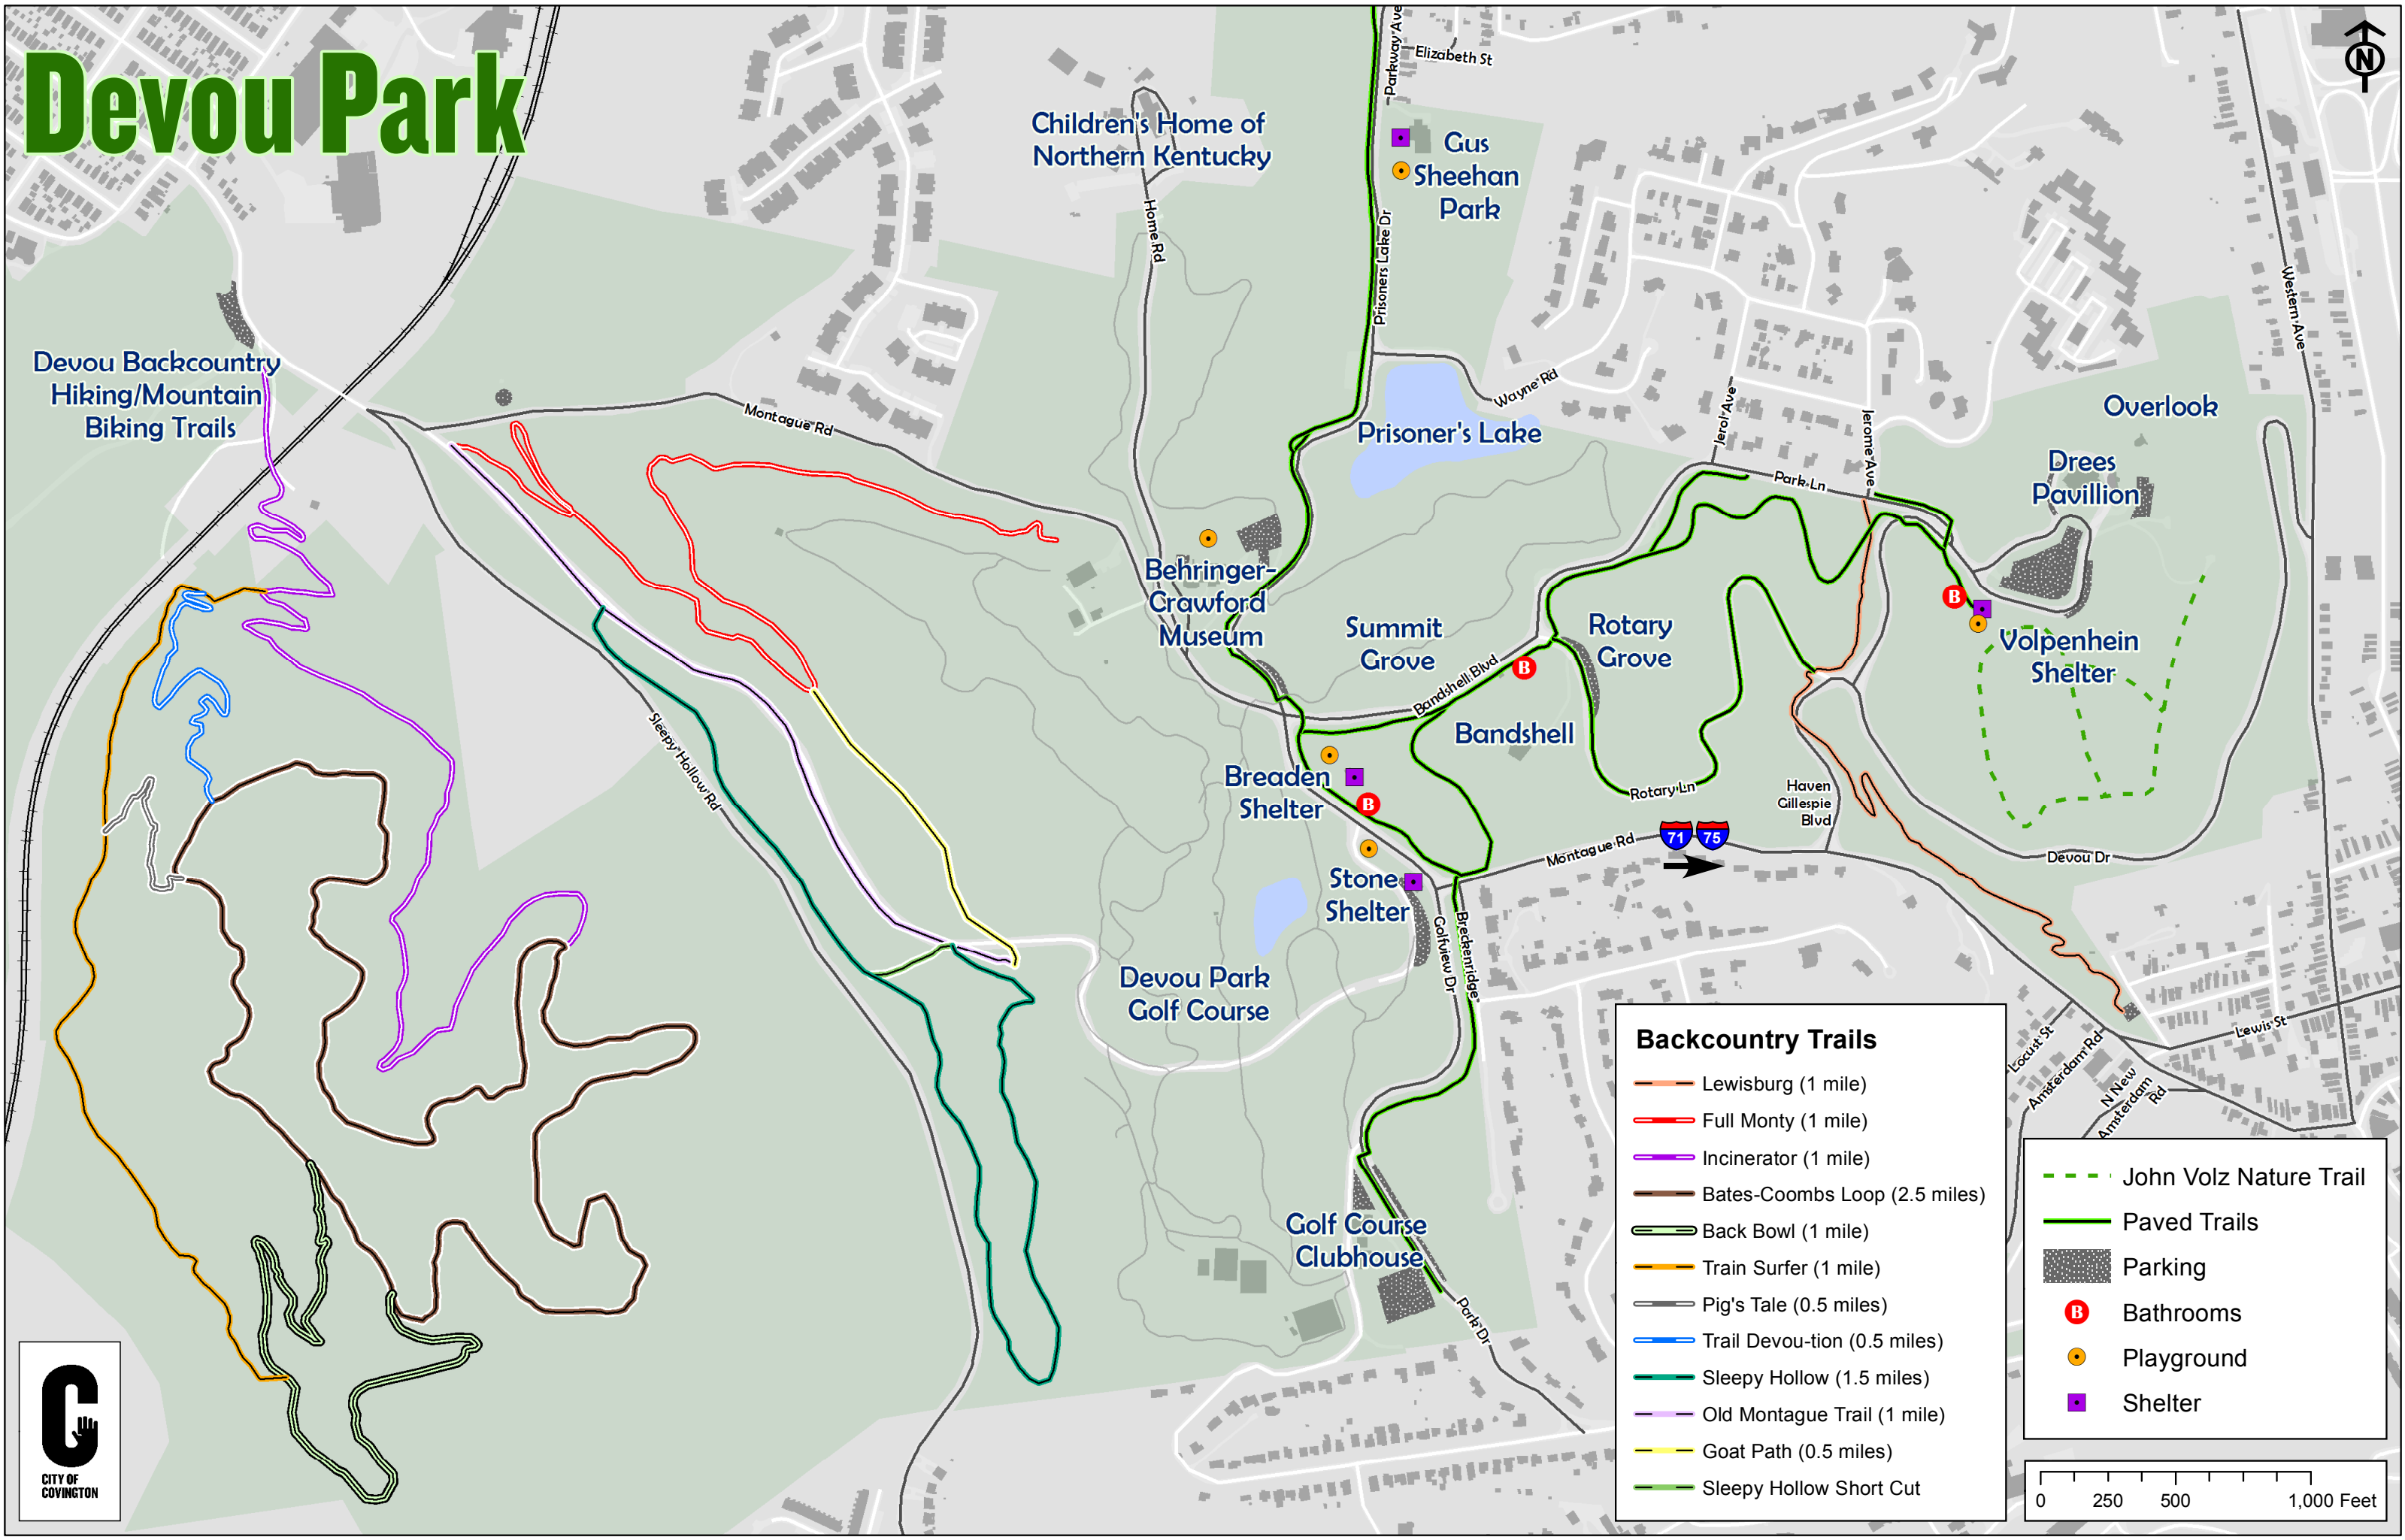 Devou Park
Parkway Ave
Elizabeth St
N
Children's Home of
Northern Kentucky
Gus
Sheehan
Park
Home Rd
Prisoners Lake Dr
Western Ave
Devou Backcountry
Hiking/Mountain
Biking Trails
Montague Rd
Wayne Rd
Prisoner's Lake
Jerol Ave
Jerome Ave
Overlook
Park Ln
Drees
Pavillion
Behringer-
Crawford
Museum
Summit
Grove
Rotary
Grove
B
Volpenhein
Shelter
B
Bandshell Blvd
Bandshell
Sleepy Hollow Rd
Breaden
Shelter
B
Rotary Ln
Haven
Gillespie
Blvd
71
75
Montague Rd
Devou Dr
Stone
Shelter
Golfview Dr
Breckenridge
Devou Park
Golf Course
Lewis St
Locust St
Amsterdam Rd
N New
Amsterdam
Rd
Golf Course
Clubhouse
Park Dr
Backcountry Trails
Lewisburg (1 mile)
Full Monty (1 mile)
Incinerator (1 mile)
Bates-Coombs Loop (2.5 miles)
Back Bowl (1 mile)
Train Surfer (1 mile)
Pig's Tale (0.5 miles)
Trail Devou-tion (0.5 miles)
Sleepy Hollow (1.5 miles)
Old Montague Trail (1 mile)
Goat Path (0.5 miles)
Sleepy Hollow Short Cut
John Volz Nature Trail
Paved Trails
Parking
B Bathrooms
Playground
Shelter
0 250 500 1,000 Feet
C
CITY OF
COVINGTON